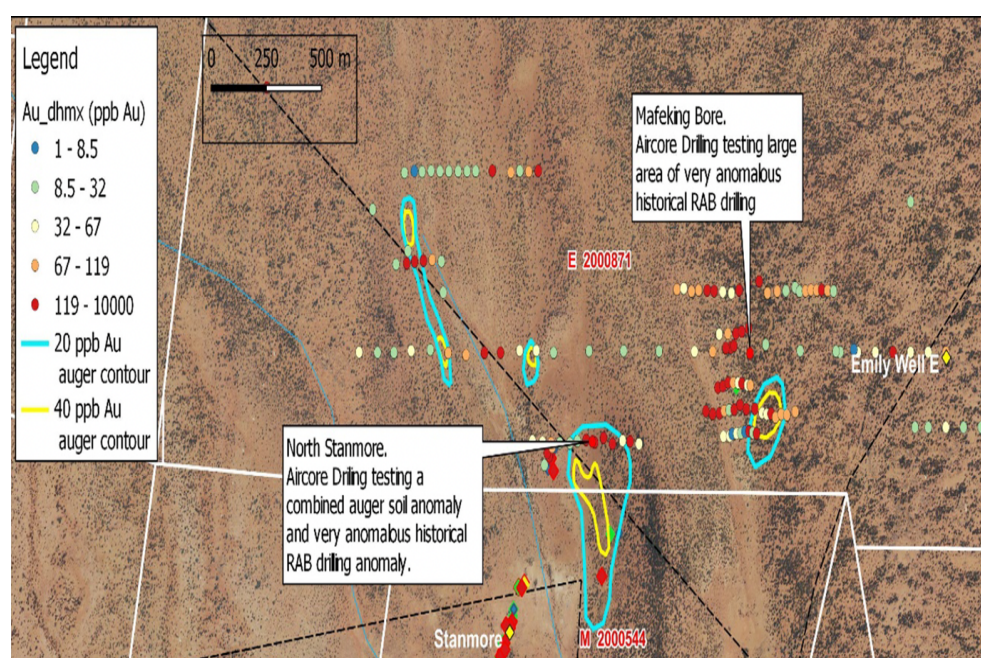 Legend
Au_dhmx (ppb Au)
1 - 8.5
8.5 - 32
32 - 67
67 - 119
119 - 10000
20 ppb Au
auger contour
40 ppb Au
auger contour
0 250 500 m
Mafeking Bore.
Aircore Drilling testing large
area of very anomalous
historical RAB drilling
E 2000871
Emily Well E
North Stanmore.
Aircore Driling testing a
combined auger soil anomaly
and very anomalous historical
RAB drilling anomaly.
Stanmore
M 2000544